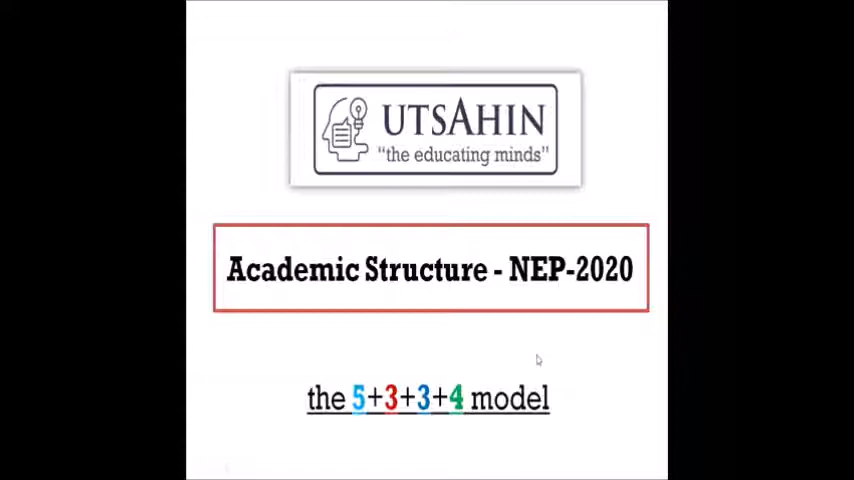 UTSAHIN
“the educating minds”
Academic Structure - NEP-2020
the 5+3+3+4 model